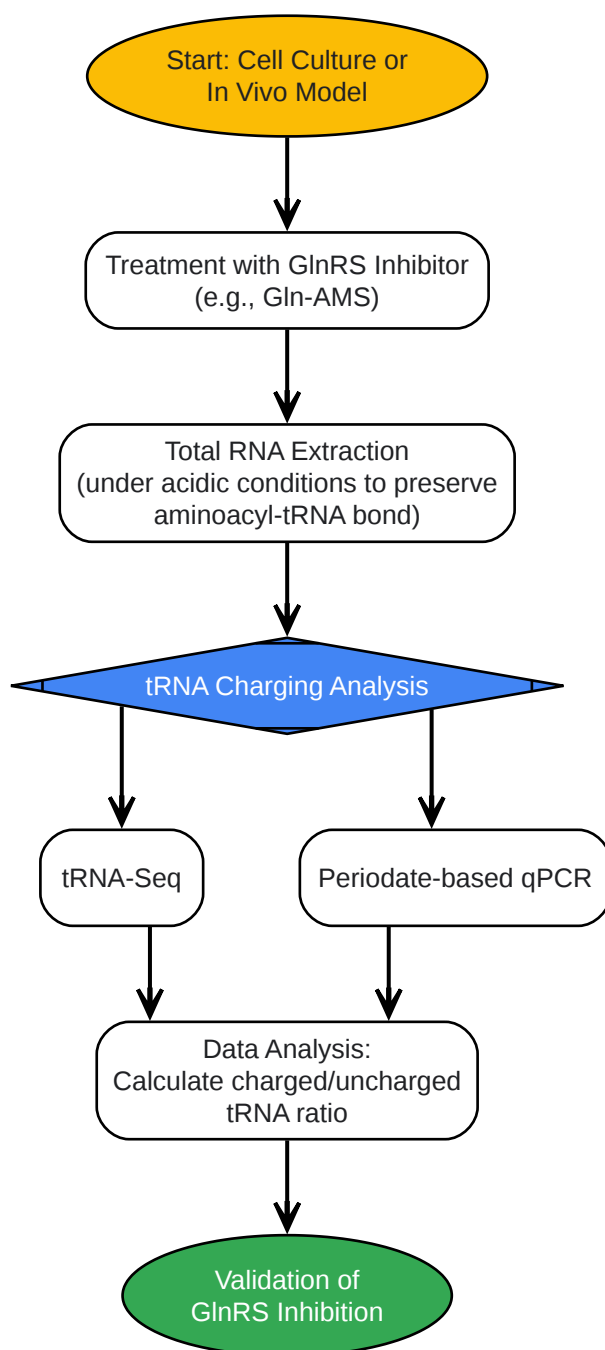 Start: Cell Culture or
In Vivo Model
Treatment with GlnRS Inhibitor
(e.g., Gln-AMS)
Total RNA Extraction
(under acidic conditions to preserve
aminoacyl-tRNA bond)
tRNA Charging Analysis
tRNA-Seq
Periodate-based qPCR
Data Analysis:
Calculate charged/uncharged
tRNA ratio
Validation of
GlnRS Inhibition